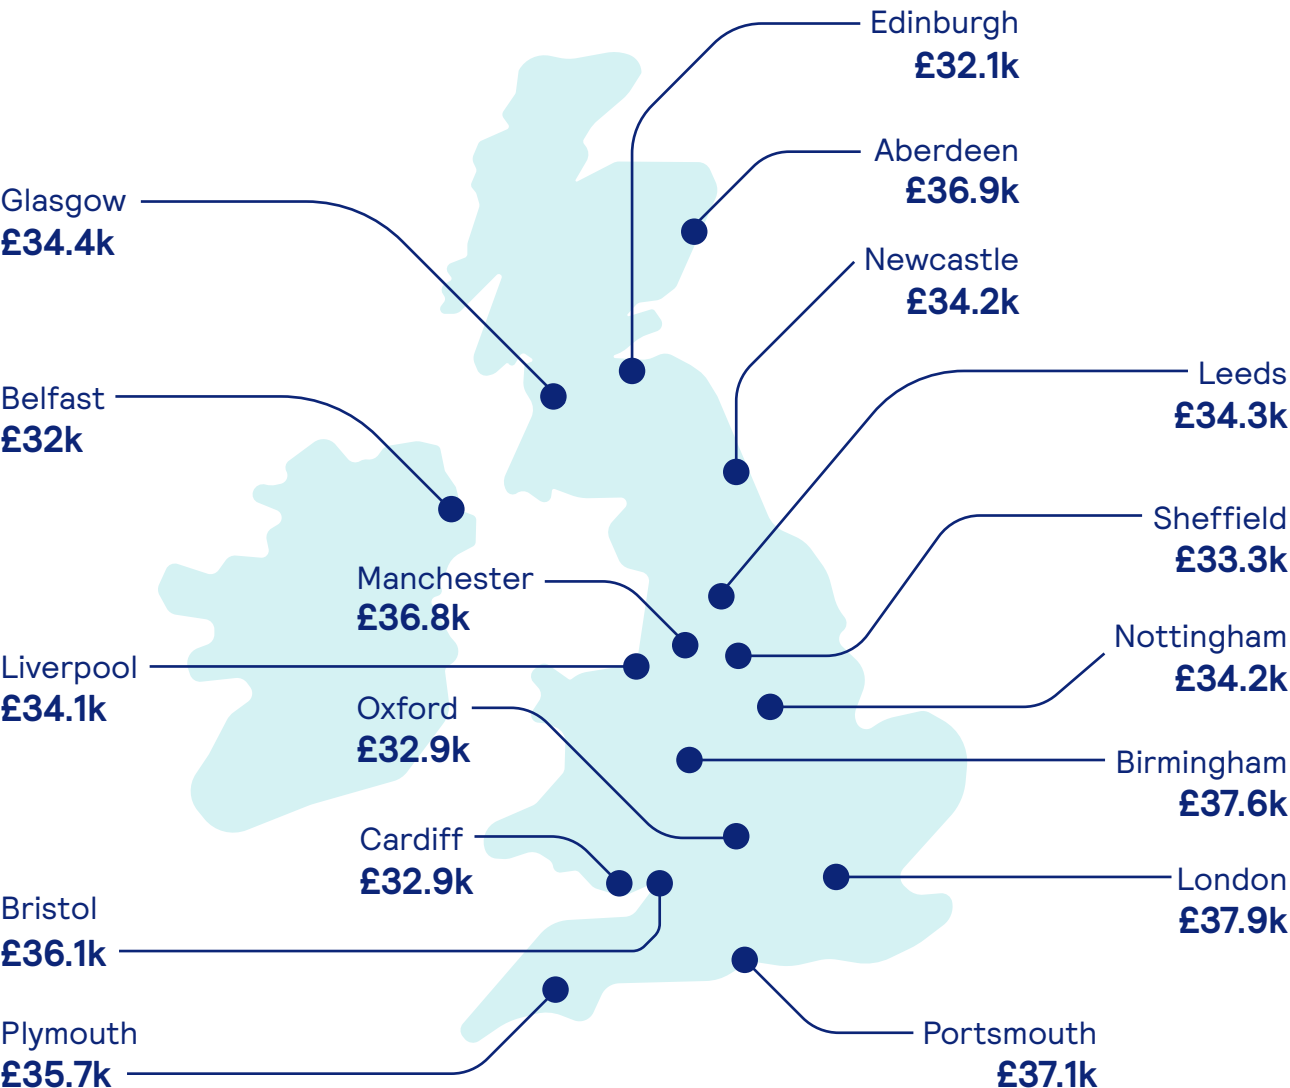 Edinburgh
£32.1k
Aberdeen
£36.9k
Glasgow
£34.4k
Newcastle
£34.2k
Leeds
£34.3k
Belfast
£32k
Sheffield
£33.3k
Manchester
£36.8k
Nottingham
£34.2k
Liverpool
£34.1k
Oxford
£32.9k
Birmingham
£37.6k
Cardiff
£32.9k
London
£37.9k
Bristol
£36.1k
Plymouth
£35.7k
Portsmouth
£37.1k